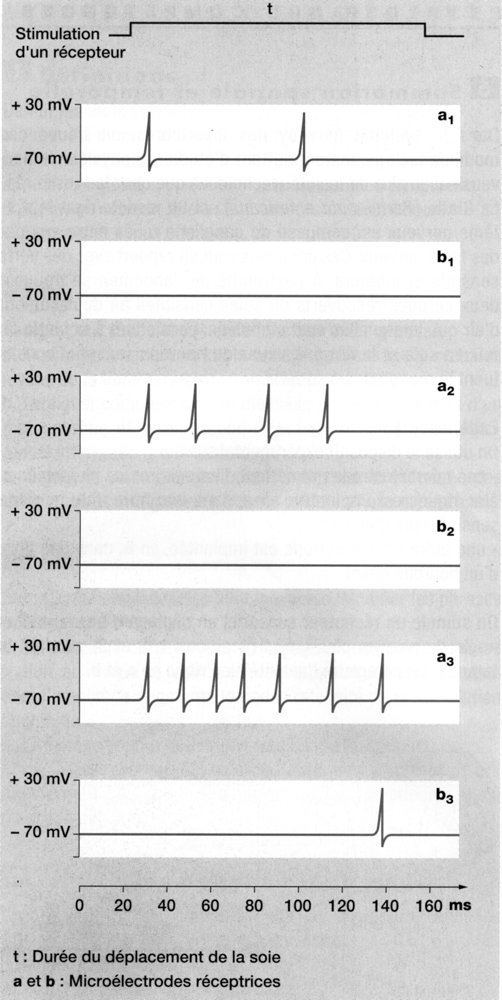 t
Stimulation
d'un récepteur
+ 30 mV
a1
– 70 mV
+ 30 mV
b1
– 70 mV
+ 30 mV
a2
– 70 mV
+ 30 mV
b2
– 70 mV
+ 30 mV
a3
– 70 mV
+ 30 mV
b3
– 70 mV
0 20 40 60 80 100 120 140 160 ms
t : Durée du déplacement de la soie
a et b : Microélectrodes réceptrices